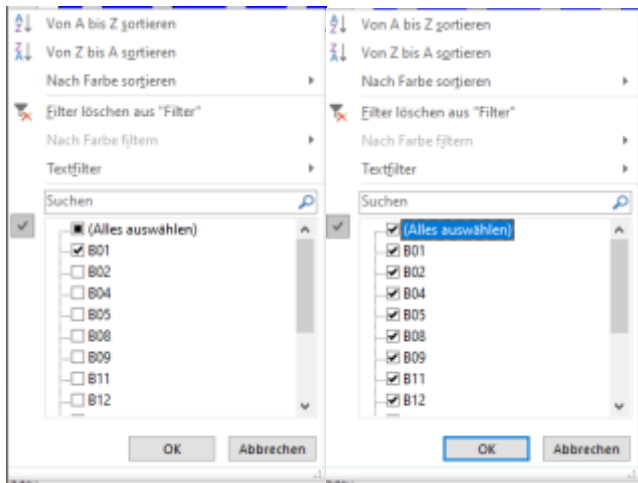 Von A bis Z sortieren
Von Z bis A sortieren
Nach Farbe sortieren
Filter löschen aus "Filter"
Nach Farbe filtern
Textfilter
Suchen
(Alles auswählen)
B01
B02
B04
B05
B08
B09
B11
B12
OK Abbrechen
Von A bis Z sortieren
Von Z bis A sortieren
Nach Farbe sortieren
Filter löschen aus "Filter"
Nach Farbe filtern
Textfilter
Suchen
(Alles auswählen)
B01
B02
B04
B05
B08
B09
B11
B12
OK Abbrechen